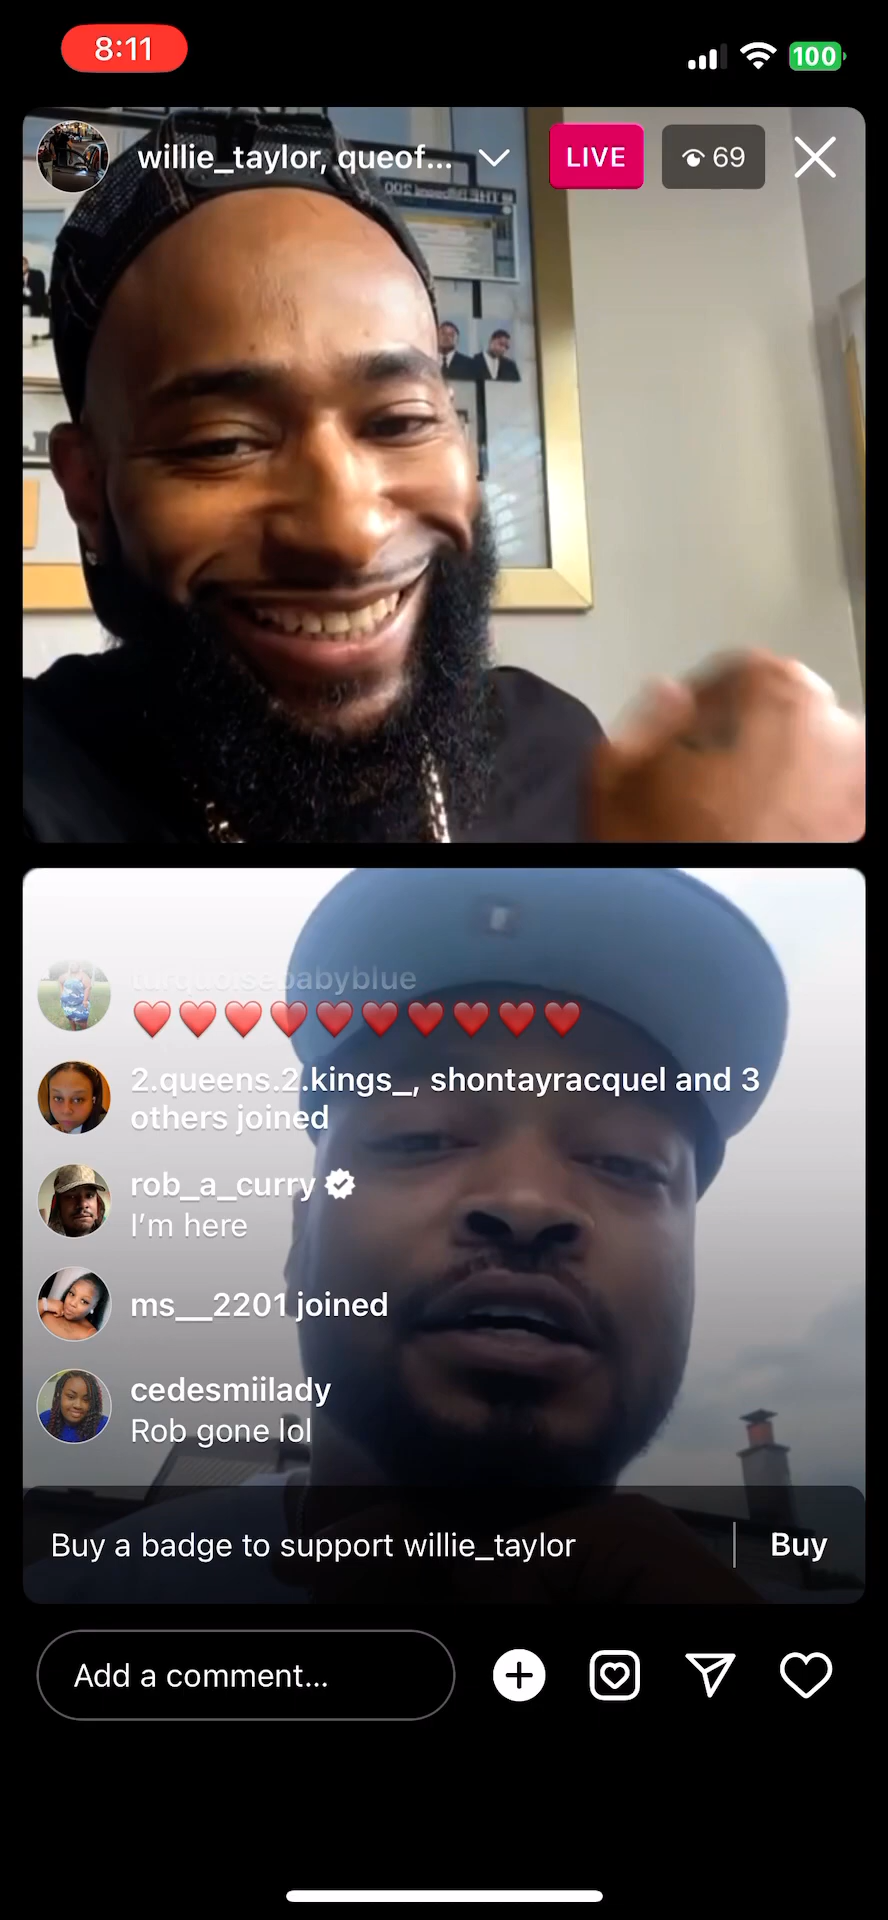 8:11
100
willie_taylor, queof...
LIVE
69
turquoisebabyblue
❤️❤️❤️❤️❤️❤️❤️❤️❤️❤️
2.queens.2.kings_, shontayracquel and 3
others joined
rob_a_curry
I’m here
ms__2201 joined
cedesmiilady
Rob gone lol
Buy a badge to support willie_taylor
Buy
Add a comment...